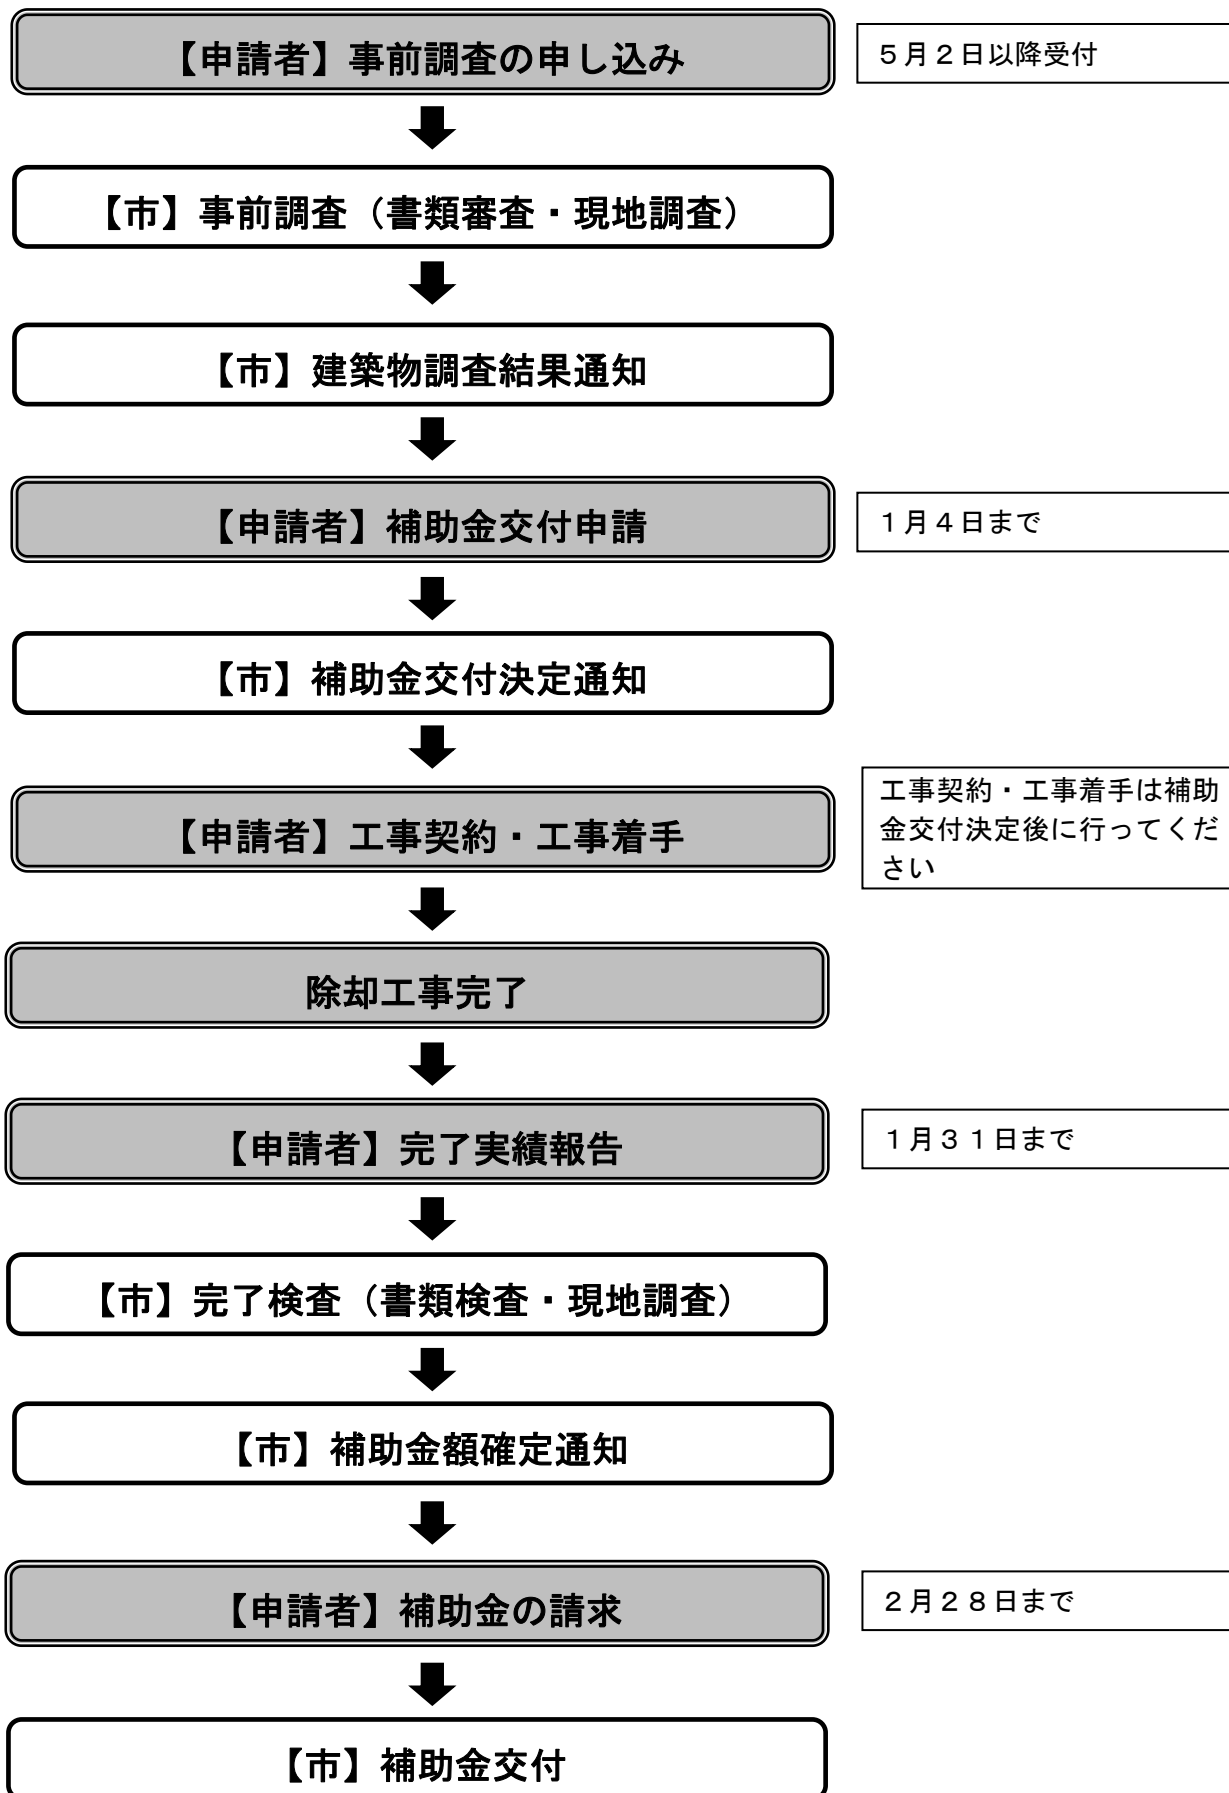 【申請者】事前調査の申し込み
５月２日以降受付
【市】事前調査（書類審査・現地調査）
【市】建築物調査結果通知
【申請者】補助金交付申請
１月４日まで
【市】補助金交付決定通知
【申請者】工事契約・工事着手
工事契約・工事着手は補助
金交付決定後に行ってくだ
さい
除却工事完了
【申請者】完了実績報告
１月３１日まで
【市】完了検査（書類検査・現地調査）
【市】補助金額確定通知
【申請者】補助金の請求
２月２８日まで
【市】補助金交付